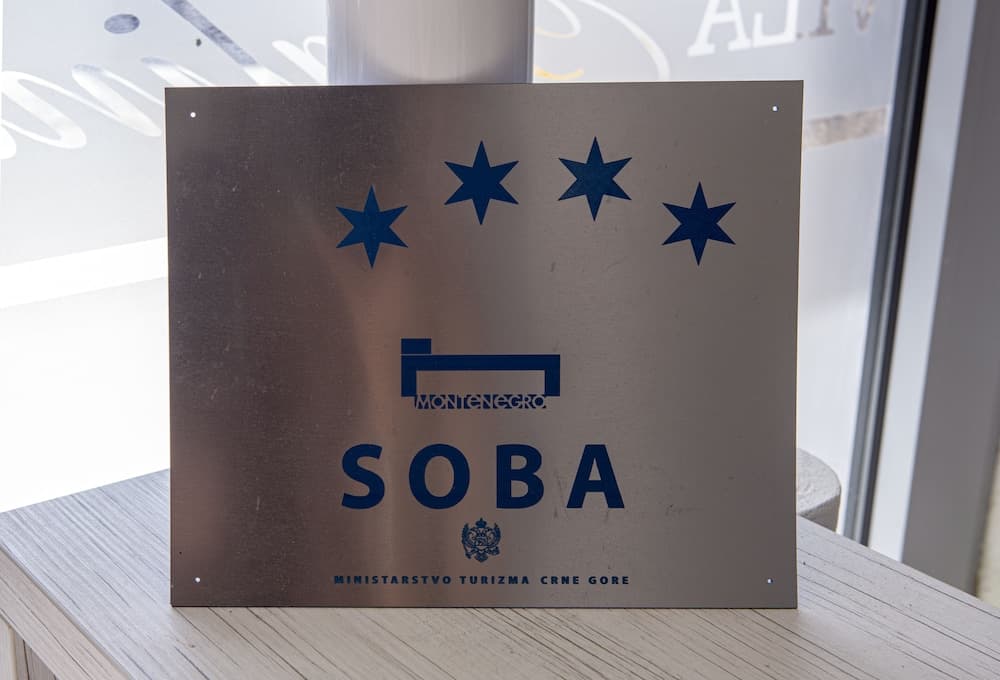 MONTENEGRO
SOBA
MINISTARSTVO TURIZMA CRNE GORE